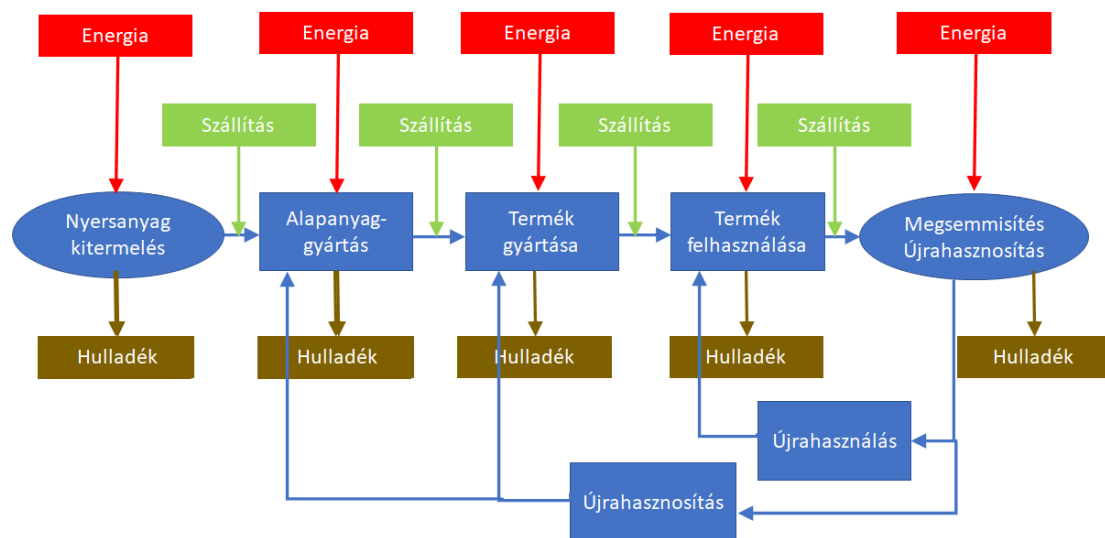 Energia
Energia
Energia
Energia
Energia
Szállítás
Szállítás
Szállítás
Szállítás
Nyersanyag
kitermelés
Alapanyag-
gyártás
Termék
gyártása
Termék
felhasználása
Megsemmisítés
Újrahasznosítás
Hulladék
Hulladék
Hulladék
Hulladék
Hulladék
Újrahasználás
Újrahasznosítás